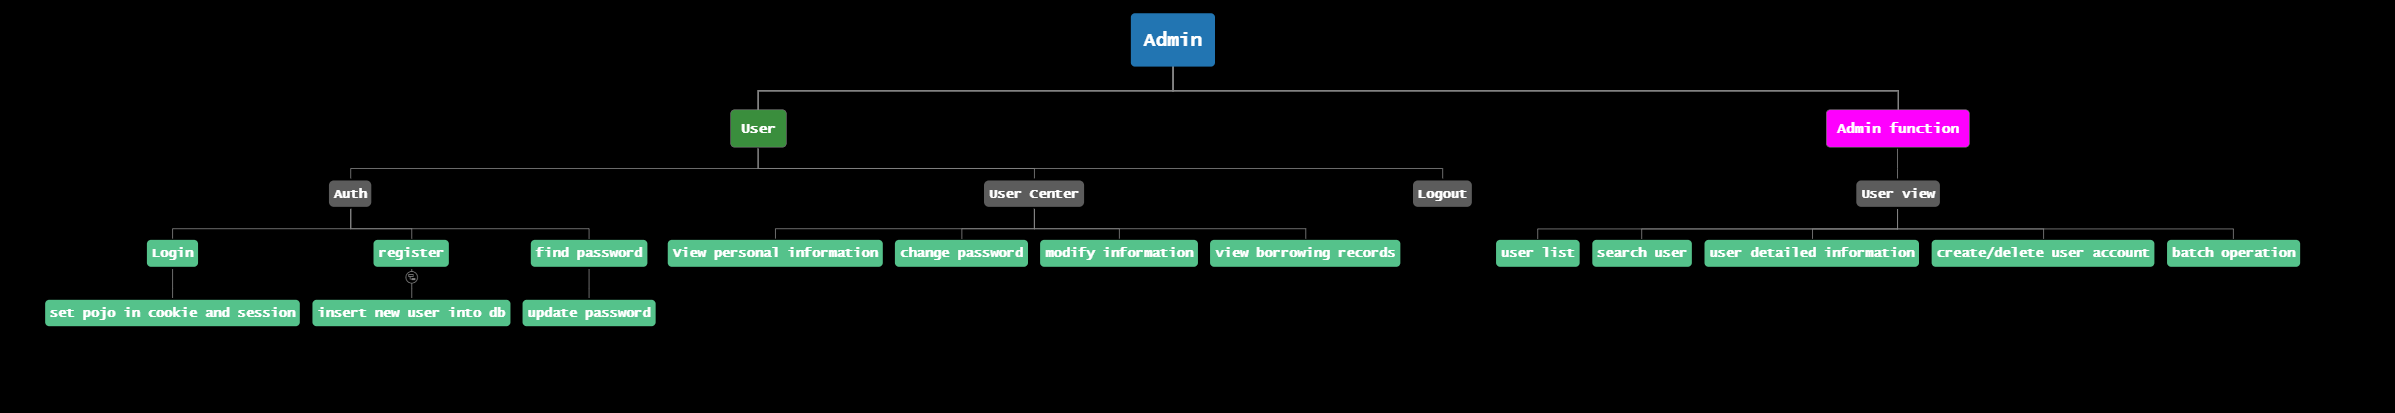 Admin
User
Admin function
Auth
User Center
Logout
User view
Login
register
find password
View personal information
change password
modify information
view borrowing records
user list
search user
user detailed information
create/delete user account
batch operation
set pojo in cookie and session
insert new user into db
update password